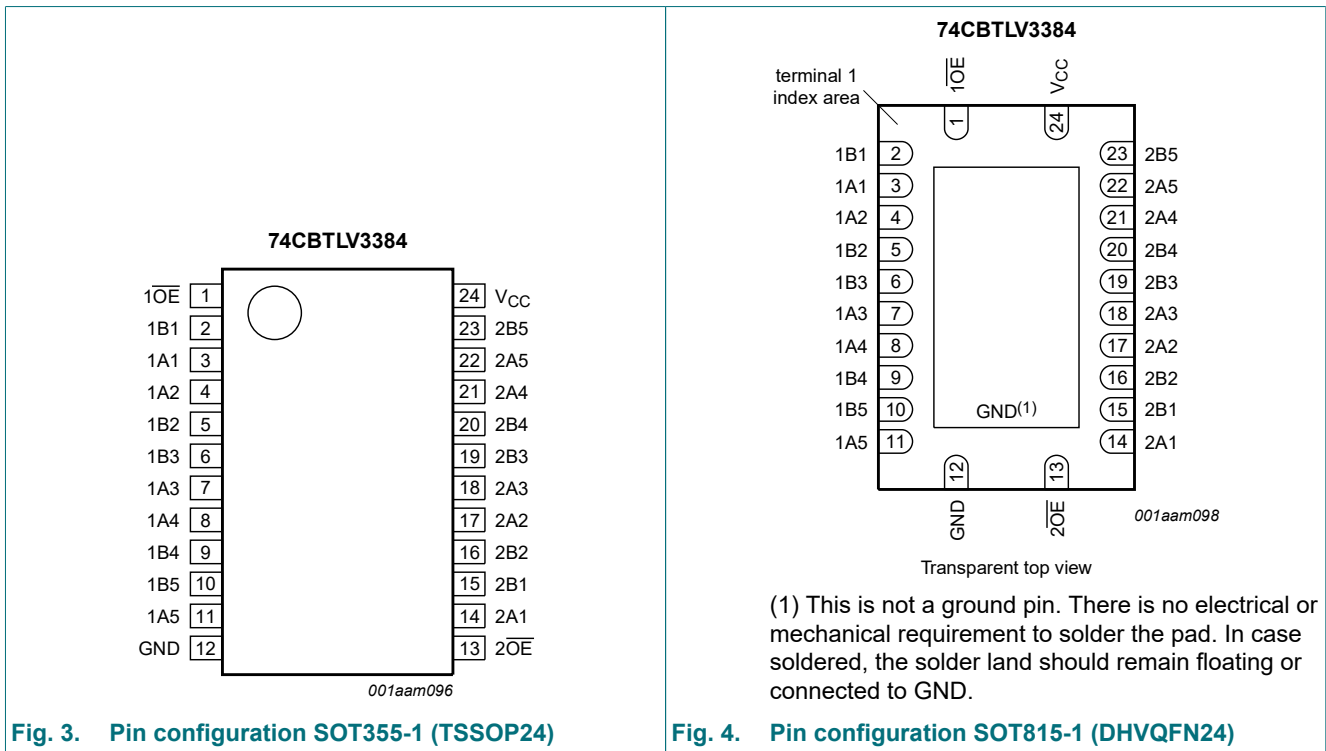 74CBTLV3384
1OE 1
1B1 2
1A1 3
1A2 4
1B2 5
1B3 6
1A3 7
1A4 8
1B4 9
1B5 10
1A5 11
GND 12
24 VCC
23 2B5
22 2A5
21 2A4
20 2B4
19 2B3
18 2A3
17 2A2
16 2B2
15 2B1
14 2A1
13 2OE
001aam096
Fig. 3. Pin configuration SOT355-1 (TSSOP24)
74CBTLV3384
terminal 1
index area
1OE
VCC
1
24
1B1 2
1A1 3
1A2 4
1B2 5
1B3 6
1A3 7
1A4 8
1B4 9
1B5 10
1A5 11
23 2B5
22 2A5
21 2A4
20 2B4
19 2B3
18 2A3
17 2A2
16 2B2
15 2B1
14 2A1
GND(1)
12
13
GND
2OE
001aam098
Transparent top view
(1) This is not a ground pin. There is no electrical or
mechanical requirement to solder the pad. In case
soldered, the solder land should remain floating or
connected to GND.
Fig. 4. Pin configuration SOT815-1 (DHVQFN24)